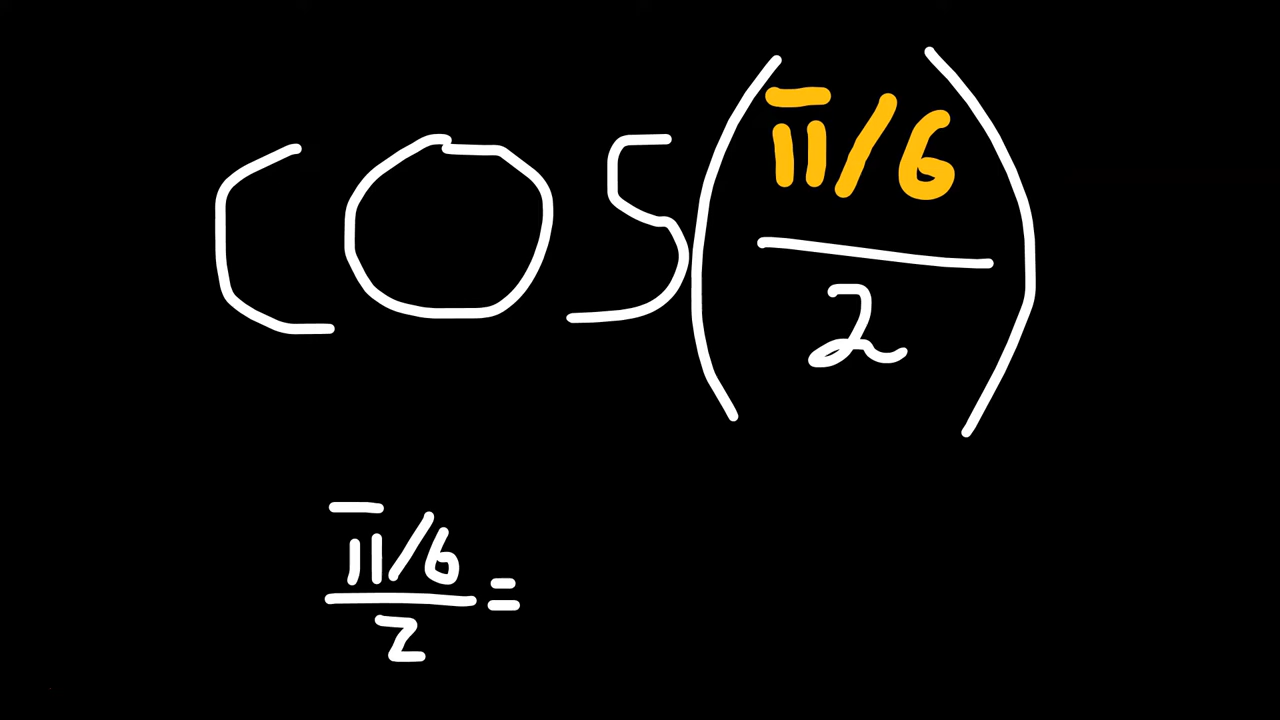 cos(π/6 / 2)
π/6 / 2 =